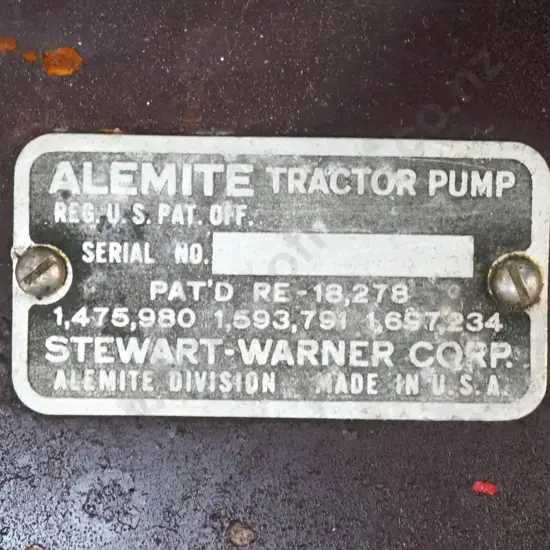 ALEMITE TRACTOR PUMP
REG. U. S. PAT. OFF.
SERIAL NO.
PAT'D RE-18,278
1,475,980 1,593,791 1,697,234
STEWART-WARNER CORP.
ALEMITE DIVISION MADE IN U.S.A.